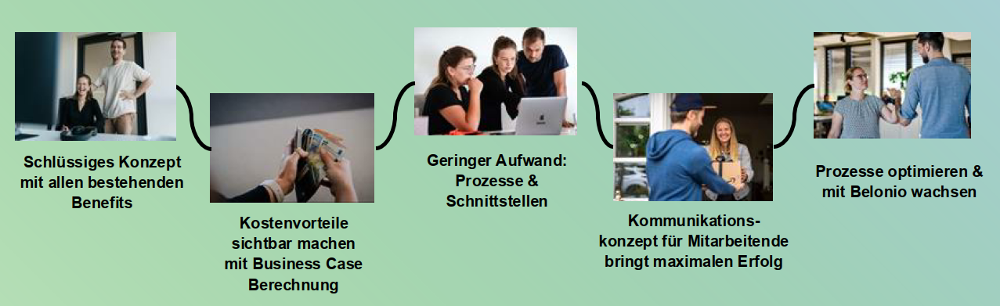 Schlüssiges Konzept
mit allen bestehenden
Benefits
Kostenvorteile
sichtbar machen
mit Business Case
Berechnung
Geringer Aufwand:
Prozesse &
Schnittstellen
Kommunikations-
konzept für Mitarbeitende
bringt maximalen Erfolg
Prozesse optimieren &
mit Belonio wachsen